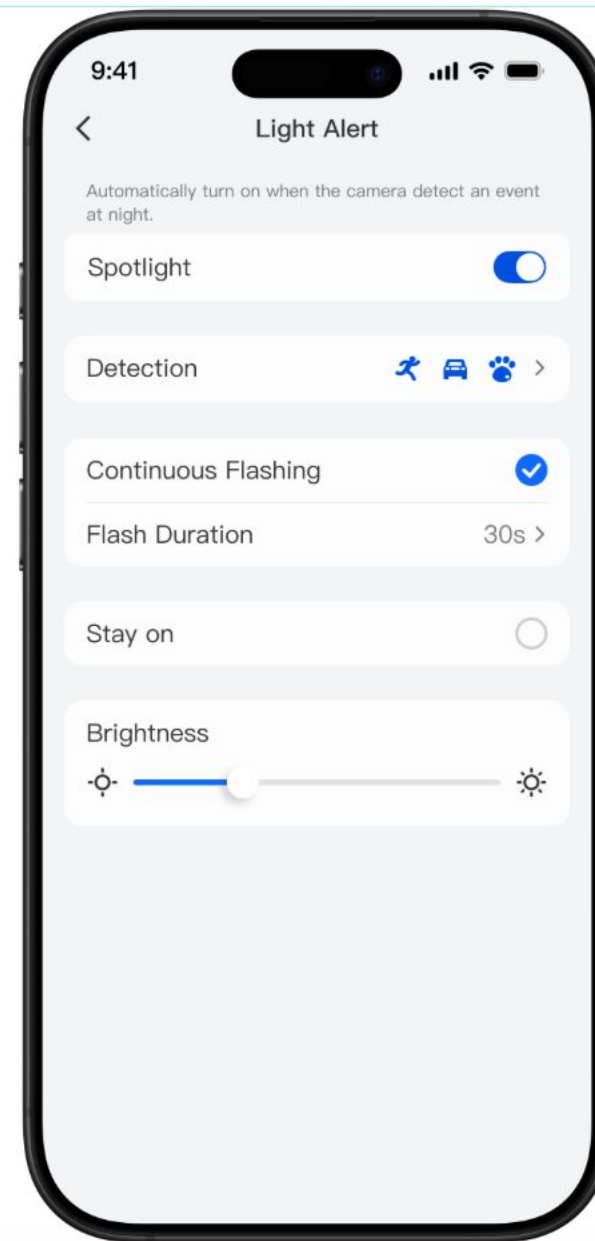 9:41
Light Alert
Automatically turn on when the camera detect an event
at night.
Spotlight
Detection
Continuous Flashing
Flash Duration 30s
Stay on
Brightness